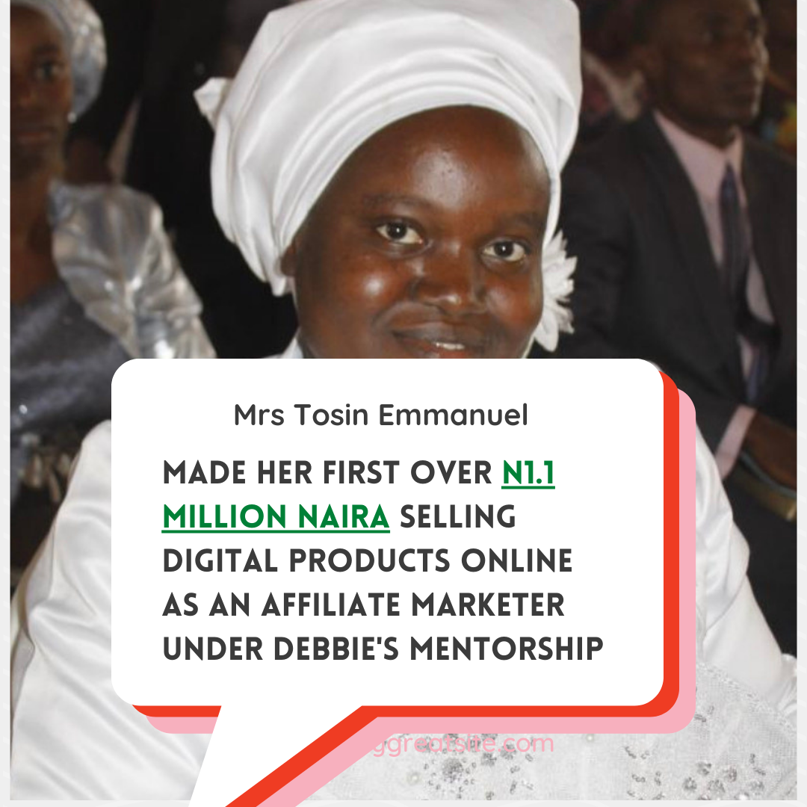 Mrs Tosin Emmanuel
MADE HER FIRST OVER N1.1
MILLION NAIRA SELLING
DIGITAL PRODUCTS ONLINE
AS AN AFFILIATE MARKETER
UNDER DEBBIE'S MENTORSHIP